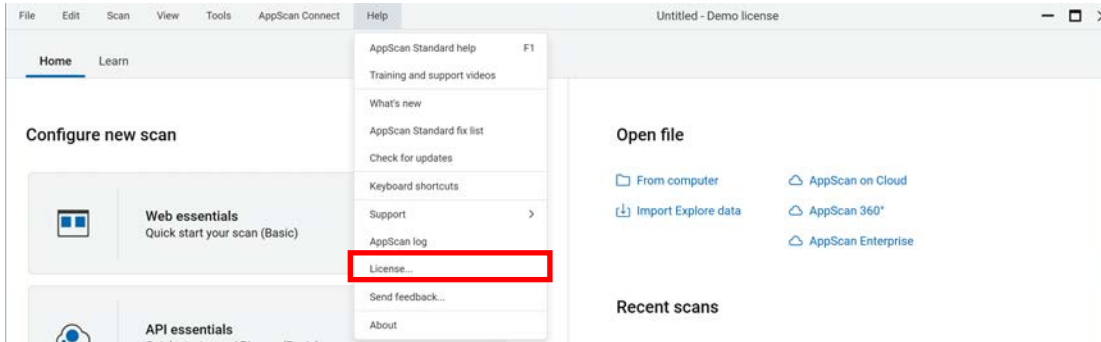 File Edit Scan View Tools AppScan Connect Help Untitled - Demo license
Home Learn
AppScan Standard help F1
Training and support videos
What's new
AppScan Standard fix list
Check for updates
Keyboard shortcuts
Support >
AppScan log
License...
Send feedback...
About
Configure new scan
Web essentials
Quick start your scan (Basic)
API essentials
Open file
From computer
Import Explore data
AppScan on Cloud
AppScan 360°
AppScan Enterprise
Recent scans